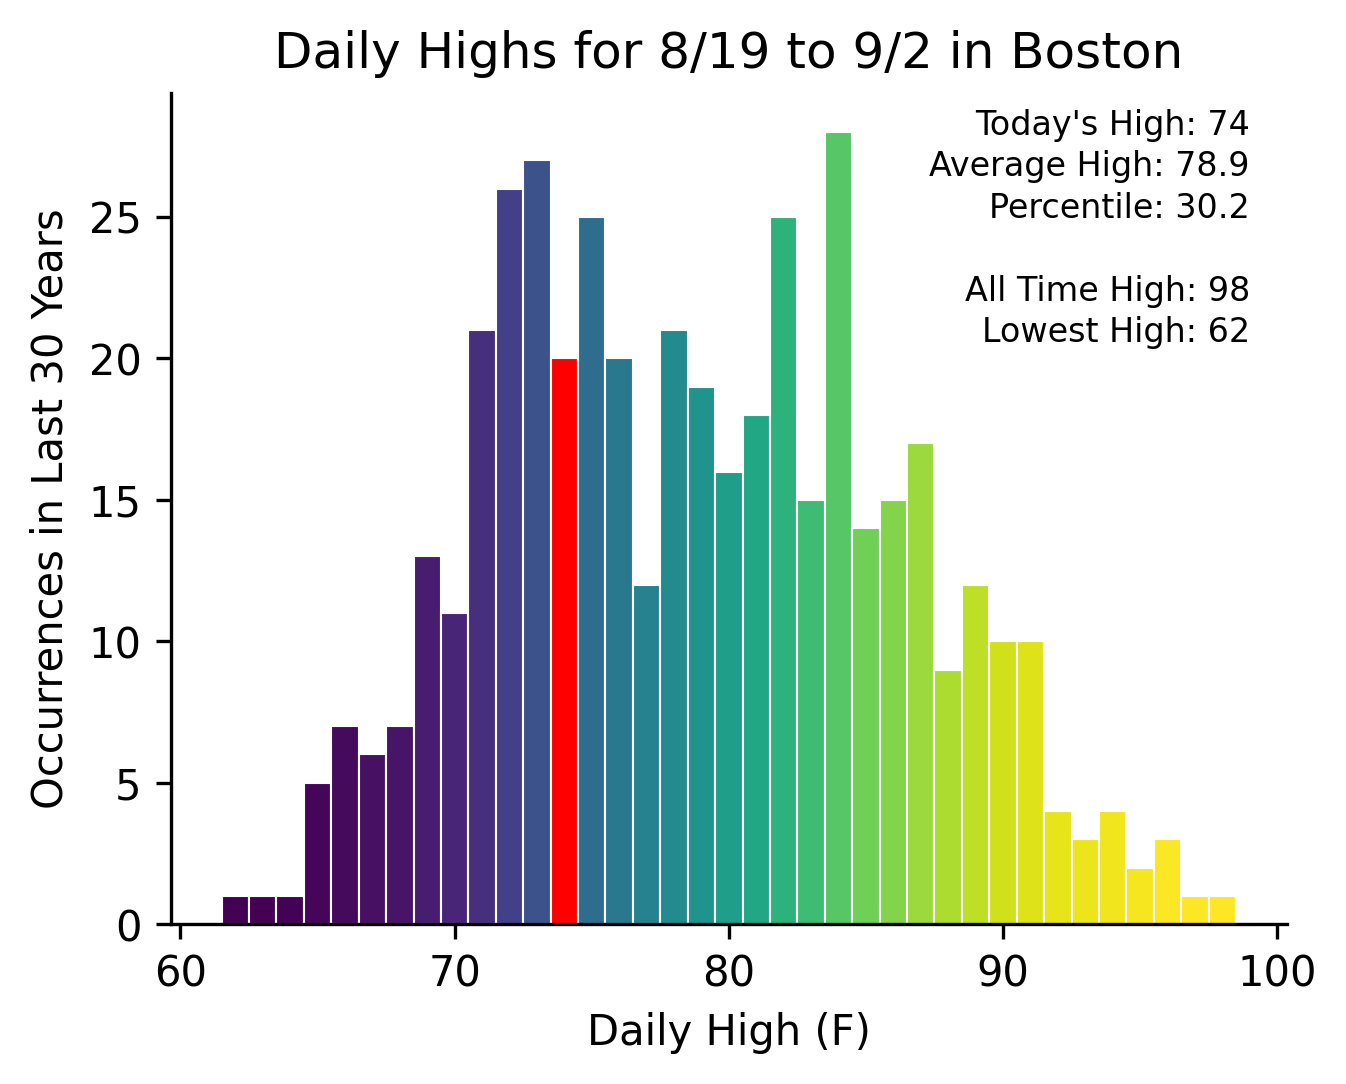 Daily Highs for 8/19 to 9/2 in Boston
Today's High: 74
Average High: 78.9
Percentile: 30.2
All Time High: 98
Lowest High: 62
Occurrences in Last 30 Years
25
20
15
10
5
0
60 70 80 90 100
Daily High (F)